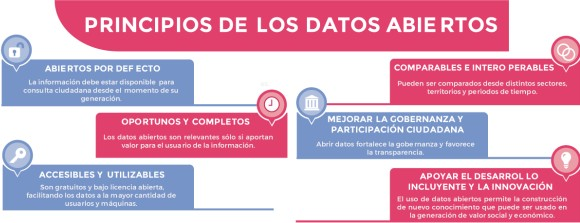 PRINCIPIOS DE LOS DATOS ABIERTOS
ABIERTOS POR DEFECTO
La información debe estar disponible para
consulta ciudadana desde el momento de su
generación.
OPORTUNOS Y COMPLETOS
Los datos abiertos son relevantes sólo si aportan
valor para el usuario de la información.
ACCESIBLES Y UTILIZABLES
Son gratuitos y bajo licencia abierta,
facilitando los datos a la mayor cantidad de
usuarios y máquinas.
COMPARABLES E INTEROPERABLES
Pueden ser comparados desde distintos sectores,
territorios y periodos de tiempo.
MEJORAR LA GOBERNANZA Y
PARTICIPACIÓN CIUDADANA
Abrir datos fortalece la gobernanza y favorece
la transparencia.
APOYAR EL DESARROLLO
INCLUYENTE Y LA INNOVACIÓN
El uso de datos abiertos permite la construcción
de nuevo conocimiento que puede ser usado en
la generación de valor social y económico.